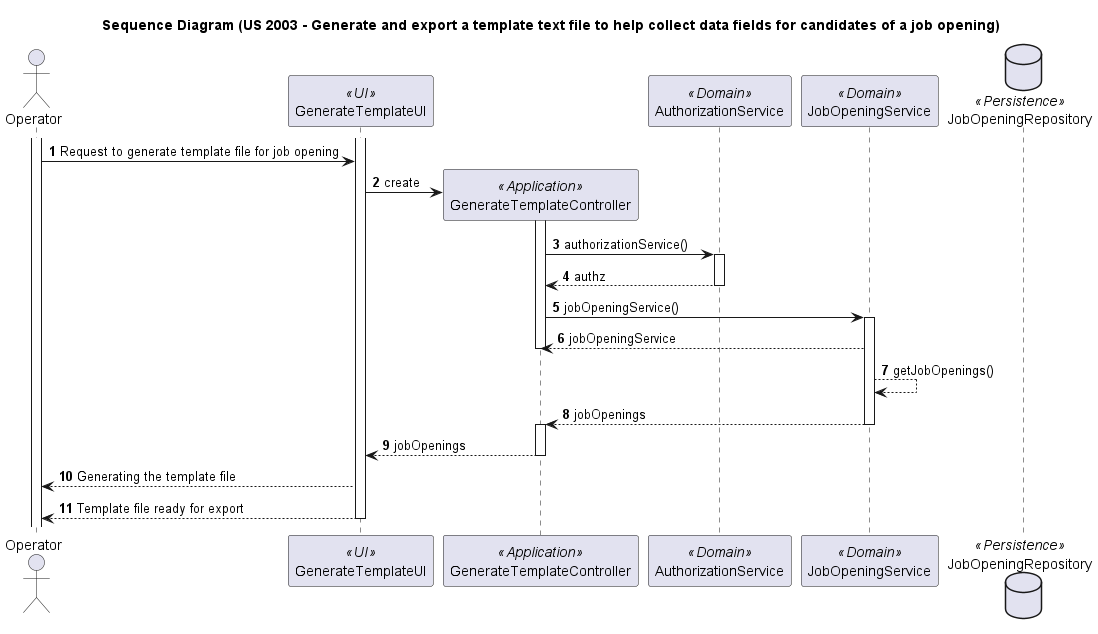 Sequence Diagram (US 2003 - Generate and export a template text file to help collect data fields for candidates of a job opening)
Operator
«UI»
GenerateTemplateUI
«Domain»
AuthorizationService
«Domain»
JobOpeningService
«Persistence»
JobOpeningRepository
1 Request to generate template file for job opening
2 create
«Application»
GenerateTemplateController
3 authorizationService()
4 authz
5 jobOpeningService()
6 jobOpeningService
7 getJobOpenings()
8 jobOpenings
9 jobOpenings
10 Generating the template file
11 Template file ready for export
Operator
«UI»
GenerateTemplateUI
«Application»
GenerateTemplateController
«Domain»
AuthorizationService
«Domain»
JobOpeningService
«Persistence»
JobOpeningRepository